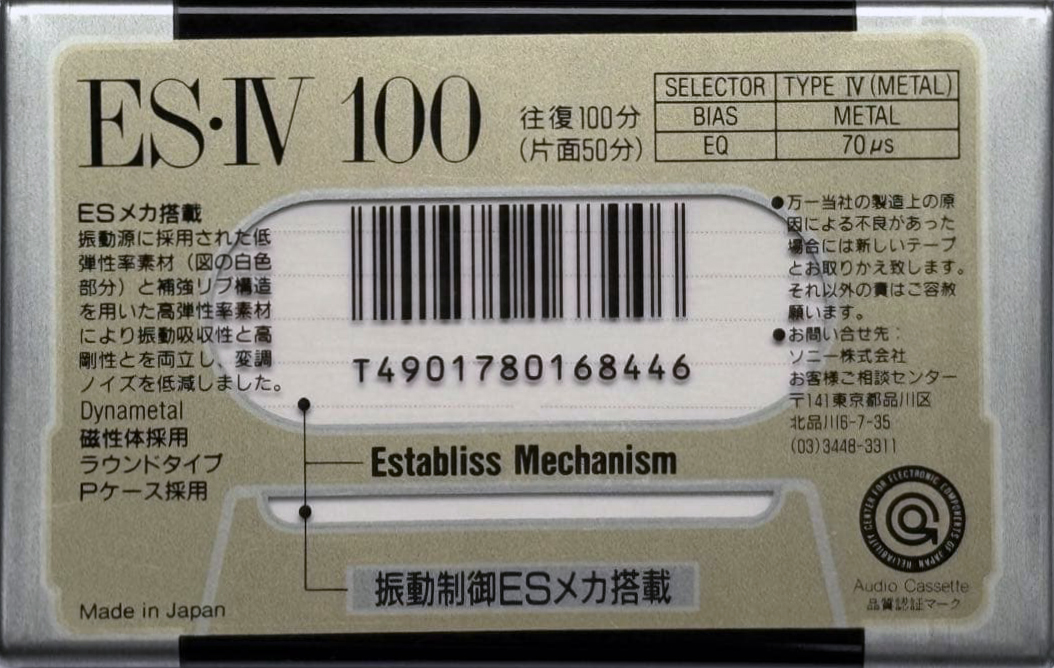 ES・IV 100
往復100分
(片面50分)
SELECTOR TYPE IV (METAL)
BIAS METAL
EQ 70μs
ESメカ搭載
振動源に採用された低
弾性率素材（図の白色
部分）と補強リブ構造
を用いた高弾性率素材
により振動吸収性と高
剛性とを両立し、変調
ノイズを低減しました。
Dynametal
磁性体採用
ラウンドタイプ
Pケース採用
T4901780168446
●万一当社の製造上の原
因による不良があった
場合には新しいテープ
とお取りかえ致します。
それ以外の責はご容赦
願います。
●お問い合せ先：
ソニー株式会社
お客様ご相談センター
〒141東京都品川区
北品川6-7-35
(03)3448-3311
Establiss Mechanism
振動制御ESメカ搭載
RELIABILITY CENTER FOR ELECTRONIC COMPONENTS OF JAPAN
Audio Cassette
品質認証マーク
Made in Japan